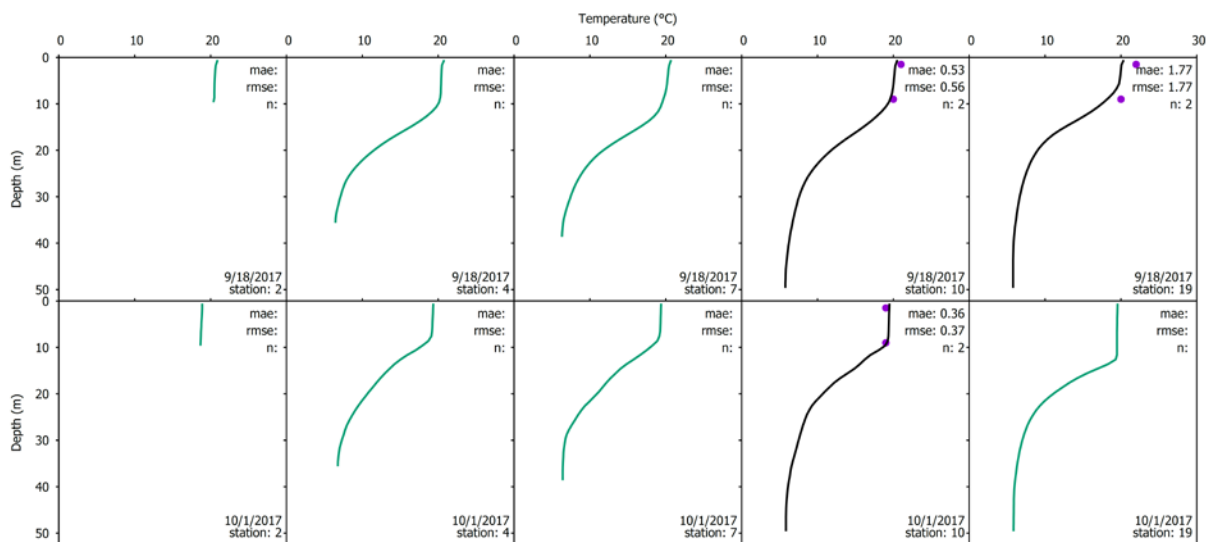 Temperature (°C)
0 10 20 0 10 20 0 10 20 0 10 20 0 10 20 30
0
10
20
30
40
50
Depth (m)
mae:
rmse:
n:
9/18/2017
station: 2
mae:
rmse:
n:
9/18/2017
station: 4
mae:
rmse:
n:
9/18/2017
station: 7
mae: 0.53
rmse: 0.56
n: 2
9/18/2017
station: 10
mae: 1.77
rmse: 1.77
n: 2
9/18/2017
station: 19
0
10
20
30
40
50
Depth (m)
mae:
rmse:
n:
10/1/2017
station: 2
mae:
rmse:
n:
10/1/2017
station: 4
mae:
rmse:
n:
10/1/2017
station: 7
mae: 0.36
rmse: 0.37
n: 2
10/1/2017
station: 10
mae:
rmse:
n:
10/1/2017
station: 19